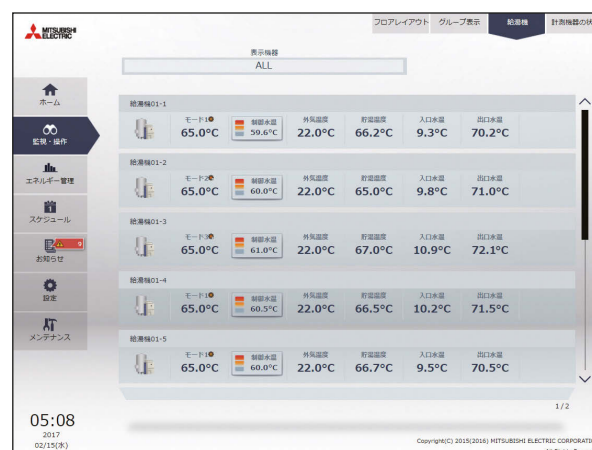 MITSUBISHI
ELECTRIC
フロアレイアウト グループ表示 給湯機 計測機器の状
表示機器
ALL
ホーム
監視・操作
エネルギー管理
スケジュール
お知らせ
設定
メンテナンス
給湯機01-1
モード1 制御水温 外気温度 貯湯温度 入口水温 出口水温
65.0°C 59.6°C 22.0°C 66.2°C 9.3°C 70.2°C
給湯機01-2
モード2 制御水温 外気温度 貯湯温度 入口水温 出口水温
65.0°C 60.0°C 22.0°C 65.0°C 9.8°C 71.0°C
給湯機01-3
モード3 制御水温 外気温度 貯湯温度 入口水温 出口水温
65.0°C 61.0°C 22.0°C 67.0°C 10.9°C 72.1°C
給湯機01-4
モード1 制御水温 外気温度 貯湯温度 入口水温 出口水温
65.0°C 60.5°C 22.0°C 66.5°C 10.2°C 71.5°C
給湯機01-5
モード1 制御水温 外気温度 貯湯温度 入口水温 出口水温
65.0°C 60.0°C 22.0°C 66.7°C 9.5°C 70.5°C
1/2
05:08
2017
02/15(水)
Copyright(C) 2015(2016) MITSUBISHI ELECTRIC CORPORATIO